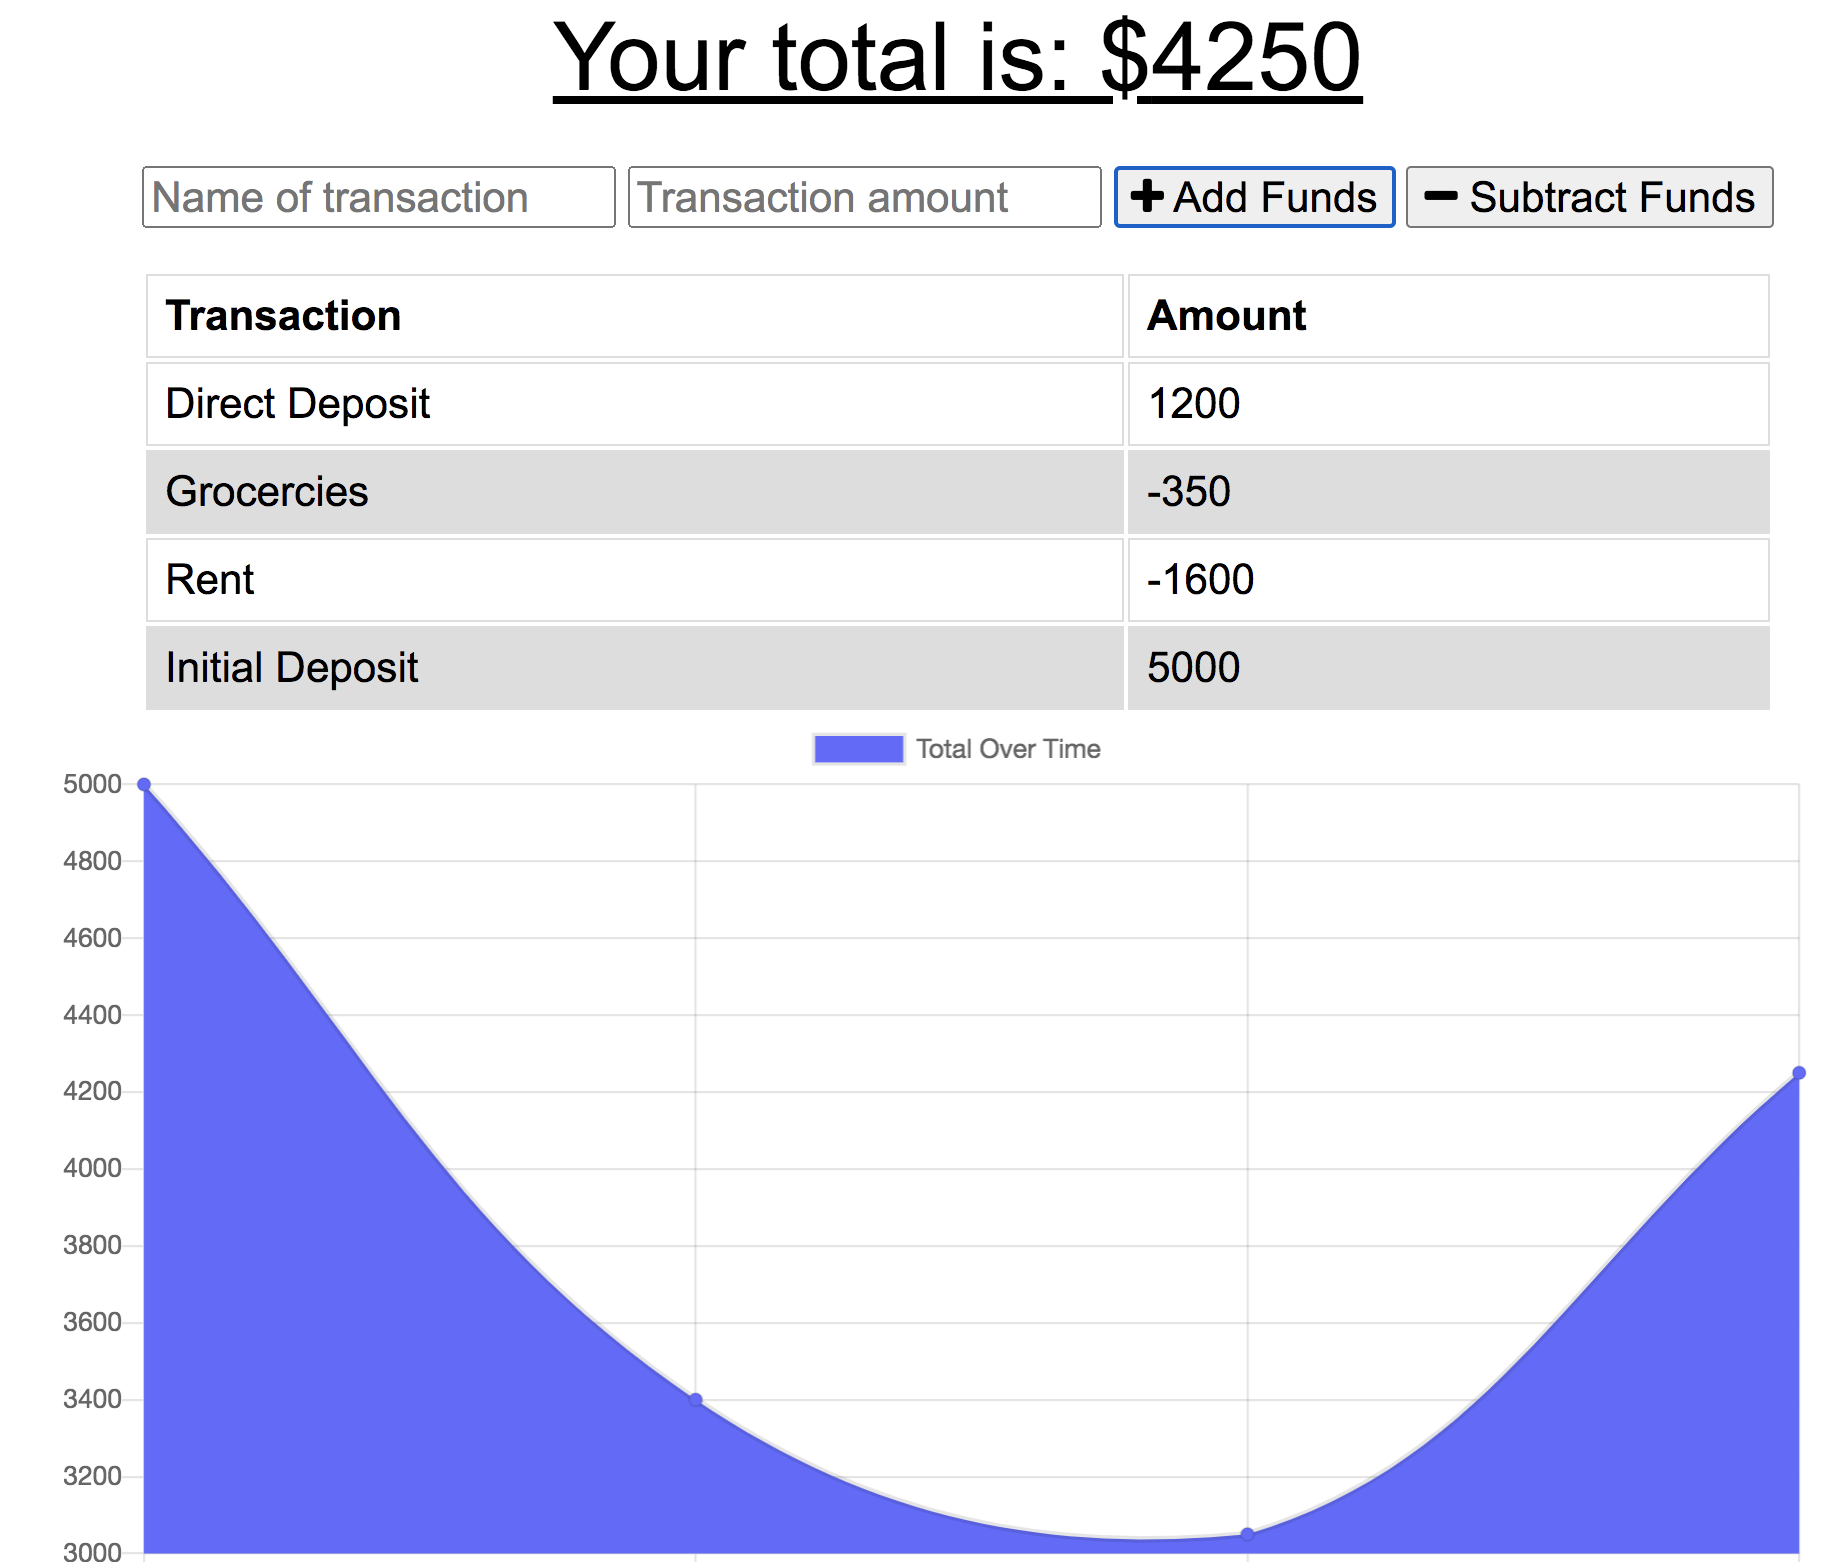 Your total is: $4250
Name of transaction Transaction amount + Add Funds - Subtract Funds
Transaction Amount
Direct Deposit 1200
Grocercies -350
Rent -1600
Initial Deposit 5000
Total Over Time
5000
4800
4600
4400
4200
4000
3800
3600
3400
3200
3000